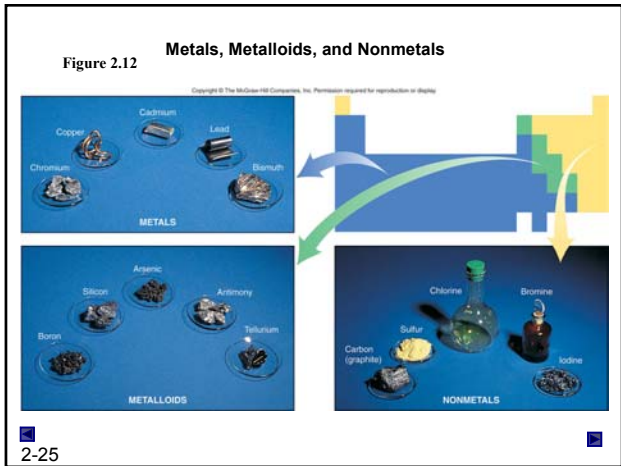 Metals, Metalloids, and Nonmetals
Figure 2.12
Copyright © The McGraw-Hill Companies, Inc. Permission required for reproduction or display
Cadmium
Copper
Lead
Chromium
Bismuth
METALS
Arsenic
Silicon
Antimony
Boron
Tellurium
METALLOIDS
Chlorine
Bromine
Sulfur
Carbon
(graphite)
Iodine
NONMETALS
2-25